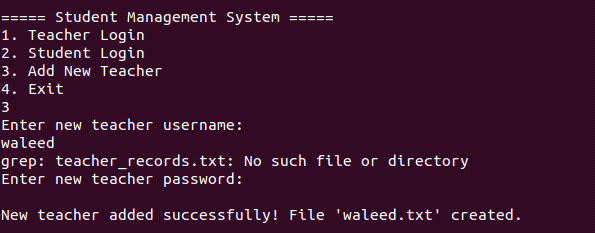 ===== Student Management System =====
1. Teacher Login
2. Student Login
3. Add New Teacher
4. Exit
3
Enter new teacher username:
waleed
grep: teacher_records.txt: No such file or directory
Enter new teacher password:
New teacher added successfully! File 'waleed.txt' created.